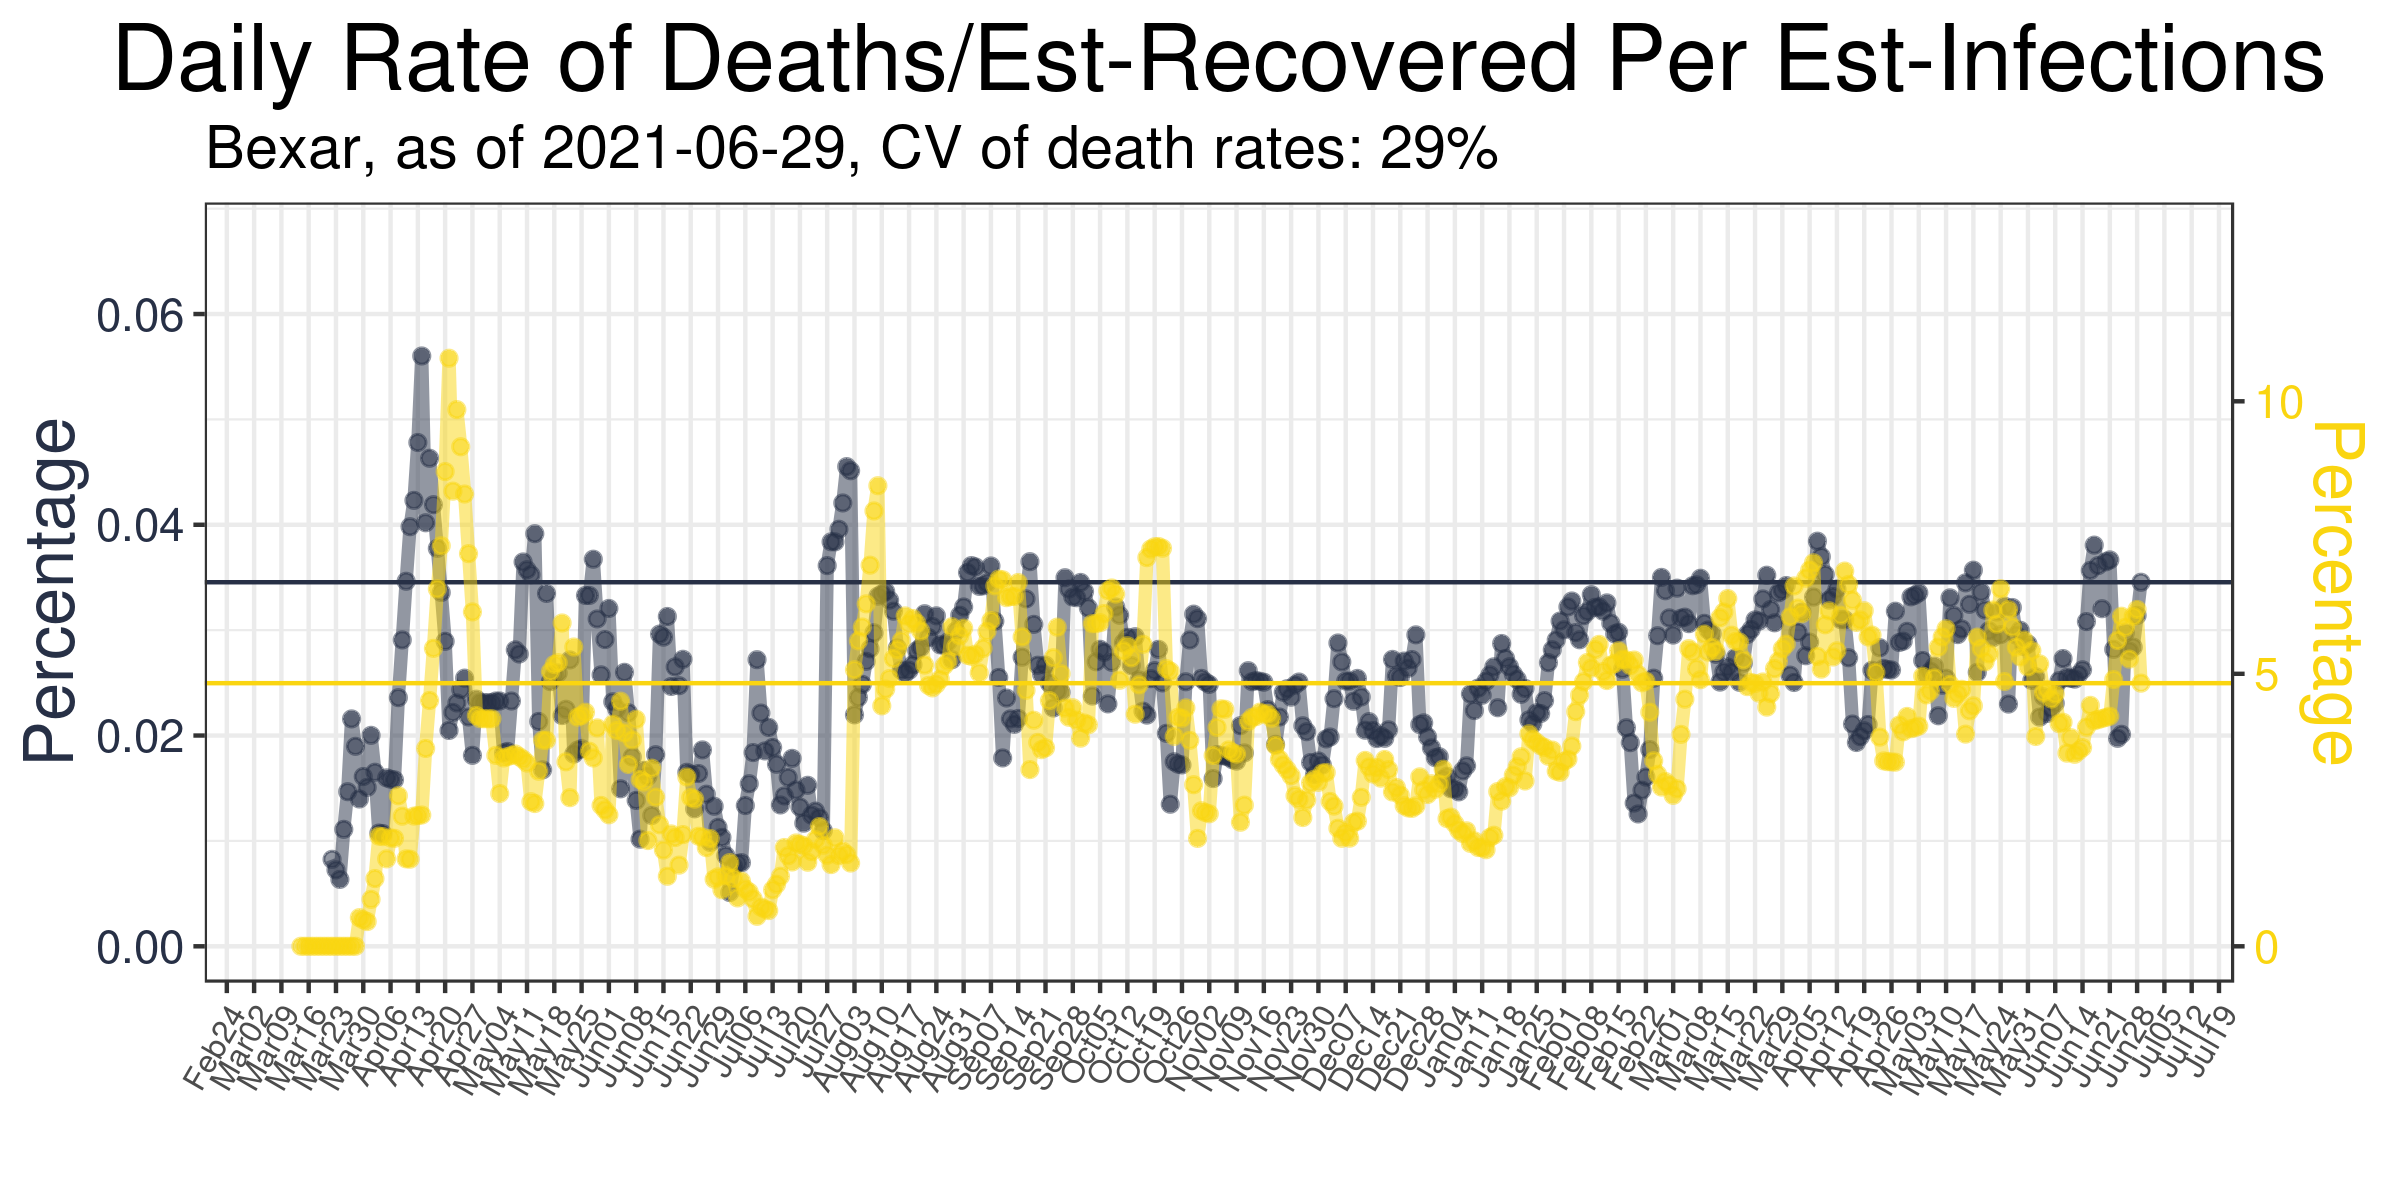 Daily Rate of Deaths/Est-Recovered Per Est-Infections
Bexar, as of 2021-06-29, CV of death rates: 29%
Percentage
0.06
0.04
0.02
0.00
10
5
0
Percentage
Feb24
Mar02
Mar09
Mar16
Mar23
Mar30
Apr06
Apr13
Apr20
Apr27
May04
May11
May18
May25
Jun01
Jun08
Jun15
Jun22
Jun29
Jul06
Jul13
Jul20
Jul27
Aug03
Aug10
Aug17
Aug24
Aug31
Sep07
Sep14
Sep21
Sep28
Oct05
Oct12
Oct19
Oct26
Nov02
Nov09
Nov16
Nov23
Nov30
Dec07
Dec14
Dec21
Dec28
Jan04
Jan11
Jan18
Jan25
Feb01
Feb08
Feb15
Feb22
Mar01
Mar08
Mar15
Mar22
Mar29
Apr05
Apr12
Apr19
Apr26
May03
May10
May17
May24
May31
Jun07
Jun14
Jun21
Jun28
Jul05
Jul12
Jul19